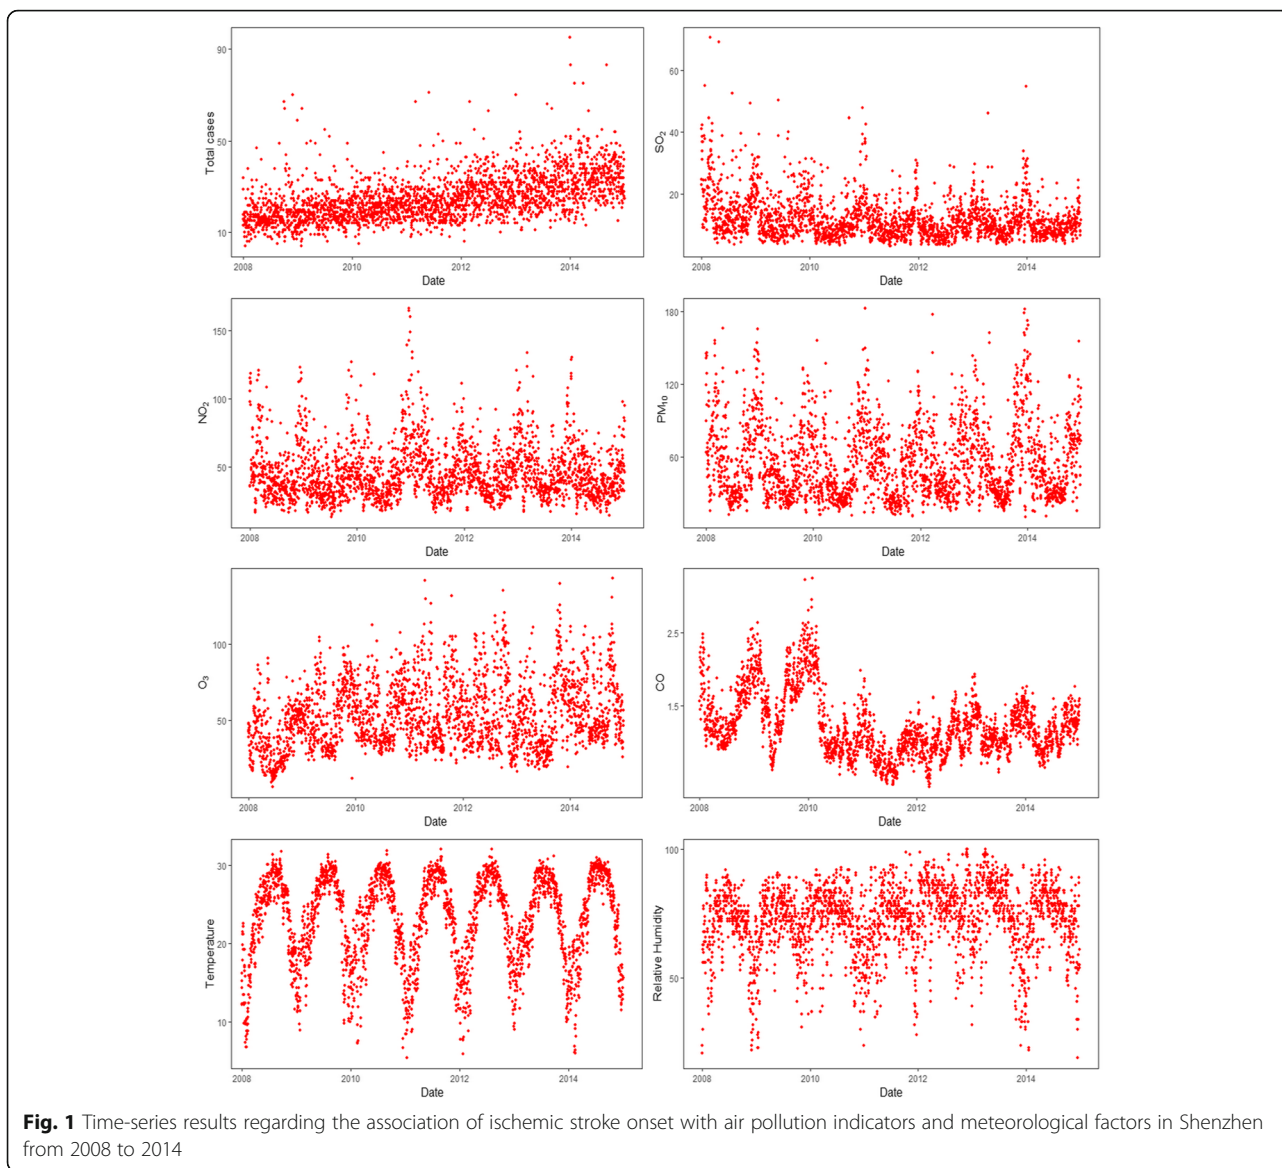 90
50
10
Total cases
2008
2010
2012
2014
Date
60
40
20
SO2
2008
2010
2012
2014
Date
150
100
50
NO2
2008
2010
2012
2014
Date
180
120
60
PM10
2008
2010
2012
2014
Date
100
50
O3
2008
2010
2012
2014
Date
2.5
1.5
CO
2008
2010
2012
2014
Date
30
20
10
Temperature
2008
2010
2012
2014
Date
100
50
Relative Humidity
2008
2010
2012
2014
Date
Fig. 1 Time-series results regarding the association of ischemic stroke onset with air pollution indicators and meteorological factors in Shenzhen
from 2008 to 2014